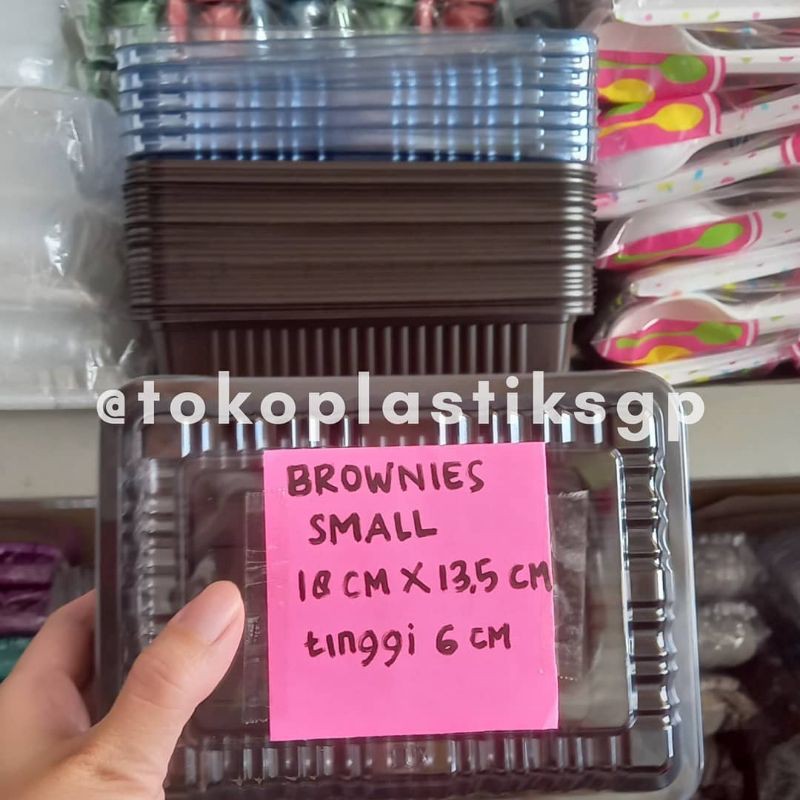 @tokoplastiksgp
BROWNIES
SMALL
18 CM X 13,5 CM
tinggi 6 CM